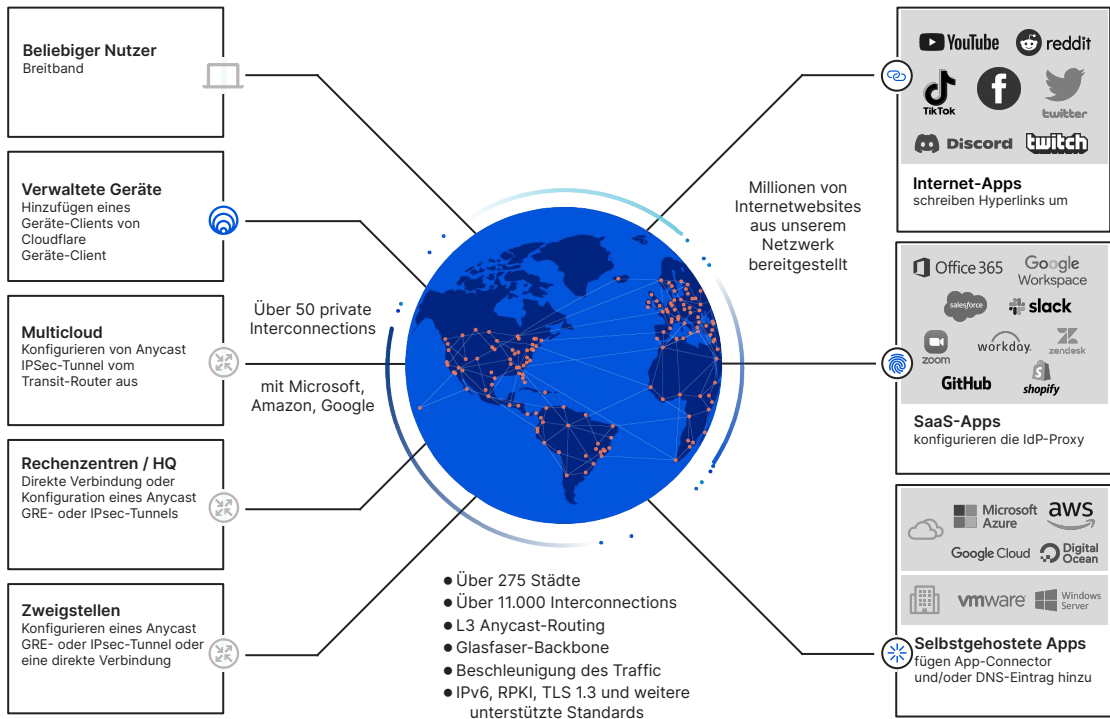 Beliebiger Nutzer
Breitband
Verwaltete Geräte
Hinzufügen eines
Geräte-Clients von
Cloudflare
Geräte-Client
Multicloud
Konfigurieren von Anycast
IPSec-Tunnel vom
Transit-Router aus
Rechenzentren / HQ
Direkte Verbindung oder
Konfiguration eines Anycast
GRE- oder IPsec-Tunnels
Zweigstellen
Konfigurieren eines Anycast
GRE- oder IPsec-Tunnel oder
eine direkte Verbindung
Über 50 private
Interconnections
mit Microsoft,
Amazon, Google
Millionen von
Internetwebsites
aus unserem
Netzwerk
bereitgestellt
• Über 275 Städte
• Über 11.000 Interconnections
• L3 Anycast-Routing
• Glasfaser-Backbone
• Beschleunigung des Traffic
• IPv6, RPKI, TLS 1.3 und weitere
unterstützte Standards
YouTube reddit
TikTok twitter
Discord twitch
Internet-Apps
schreiben Hyperlinks um
Office 365 Google
Workspace
salesforce slack
zoom workday. zendesk
GitHub shopify
SaaS-Apps
konfigurieren die IdP-Proxy
Microsoft
Azure
aws
Google Cloud
Digital
Ocean
vmware
Windows
Server
Selbstgehostete Apps
fügen App-Connector
und/oder DNS-Eintrag hinzu